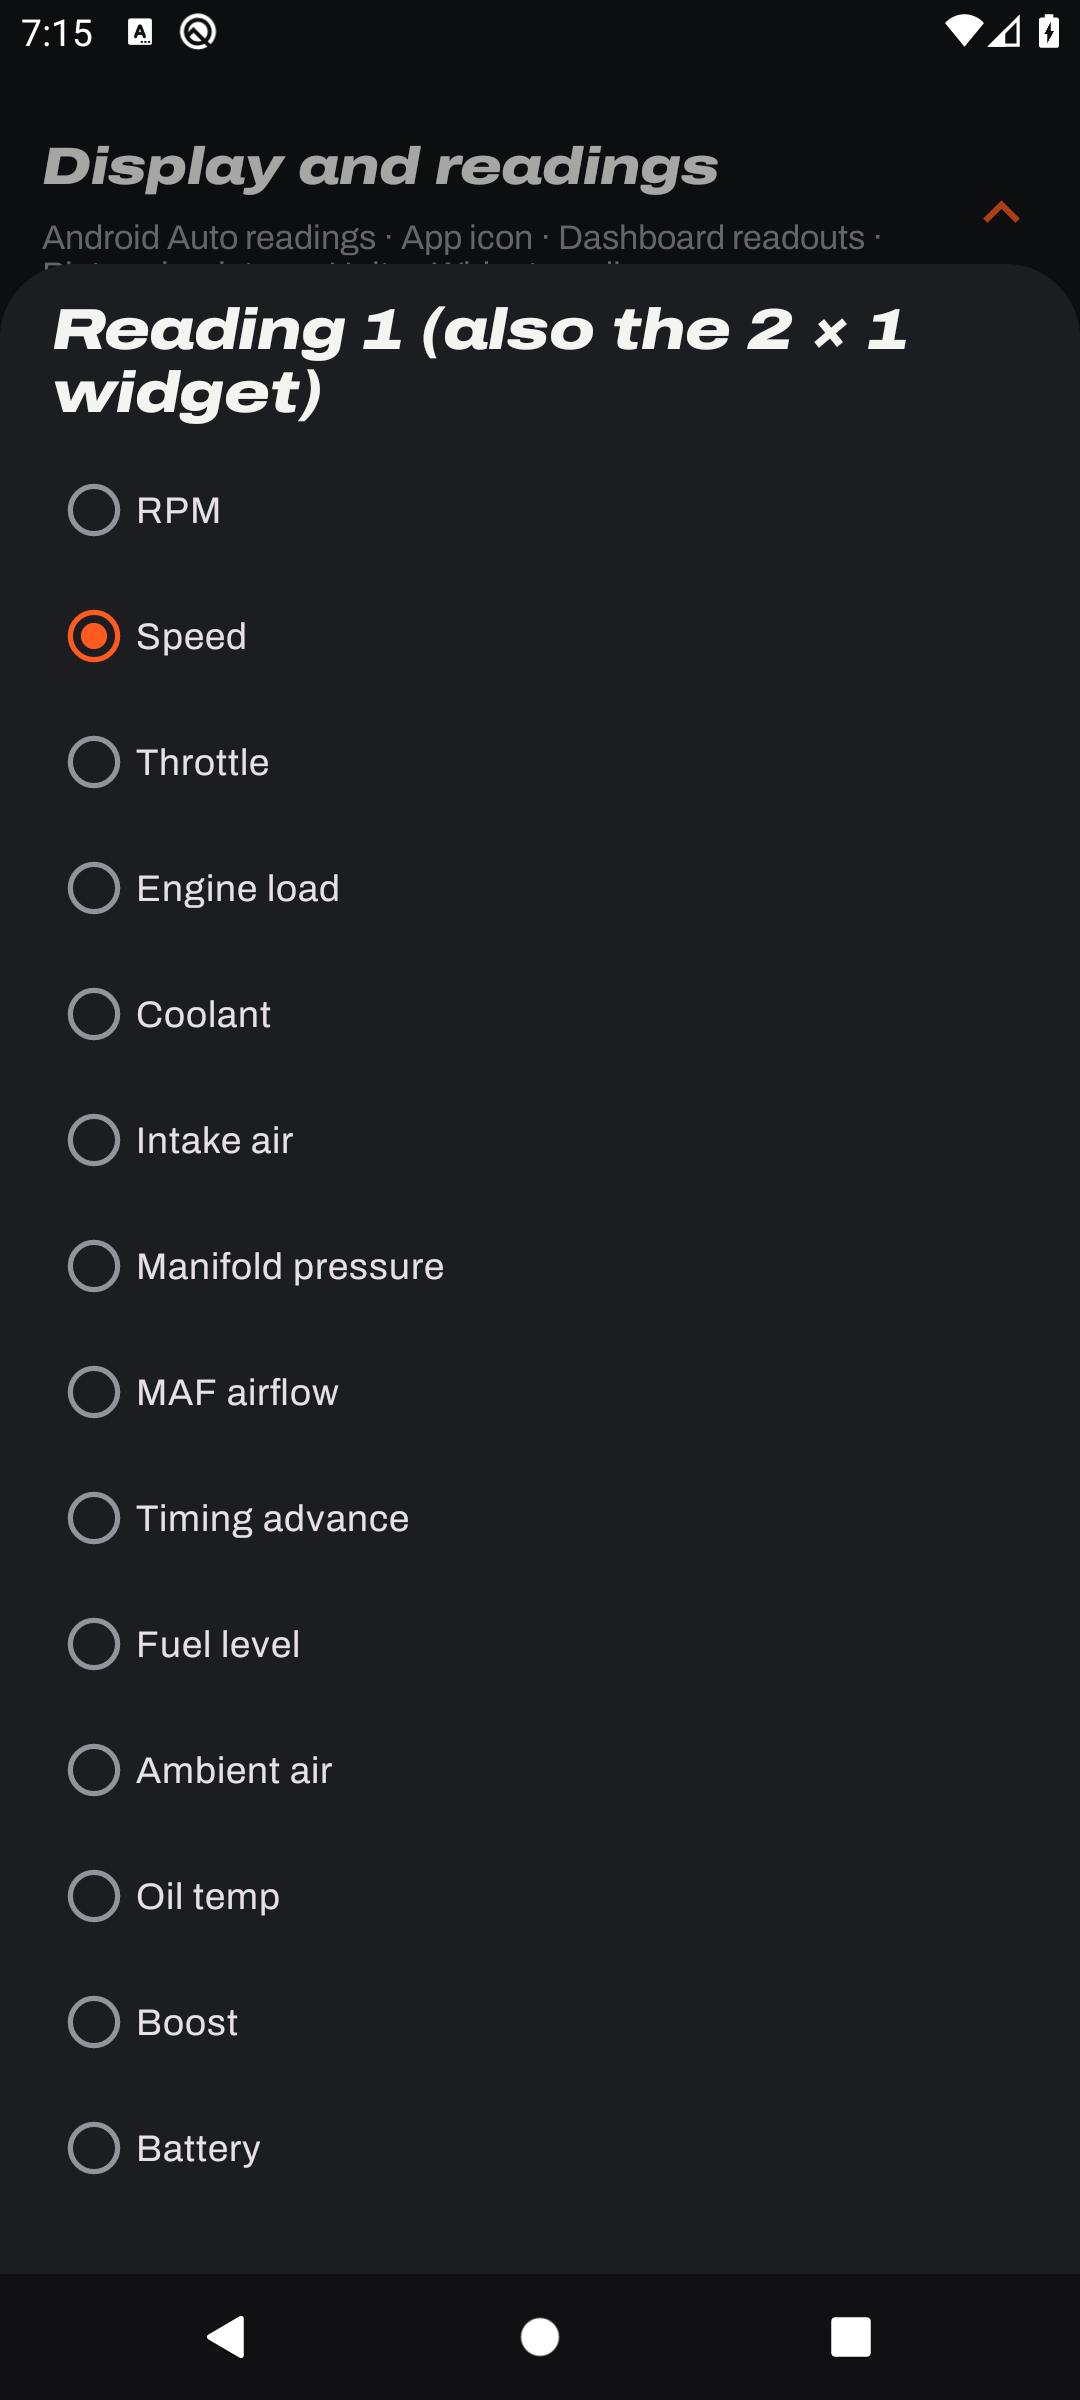 7:15
Display and readings
Android Auto readings · App icon · Dashboard readouts ·
Reading 1 (also the 2 × 1
widget)
RPM
Speed
Throttle
Engine load
Coolant
Intake air
Manifold pressure
MAF airflow
Timing advance
Fuel level
Ambient air
Oil temp
Boost
Battery